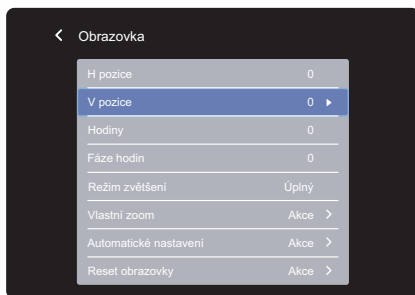 Obrazovka
H pozice 0
V pozice 0
Hodiny 0
Fáze hodin 0
Režim zvětšení Úplný
Vlastní zoom Akce
Automatické nastavení Akce
Reset obrazovky Akce